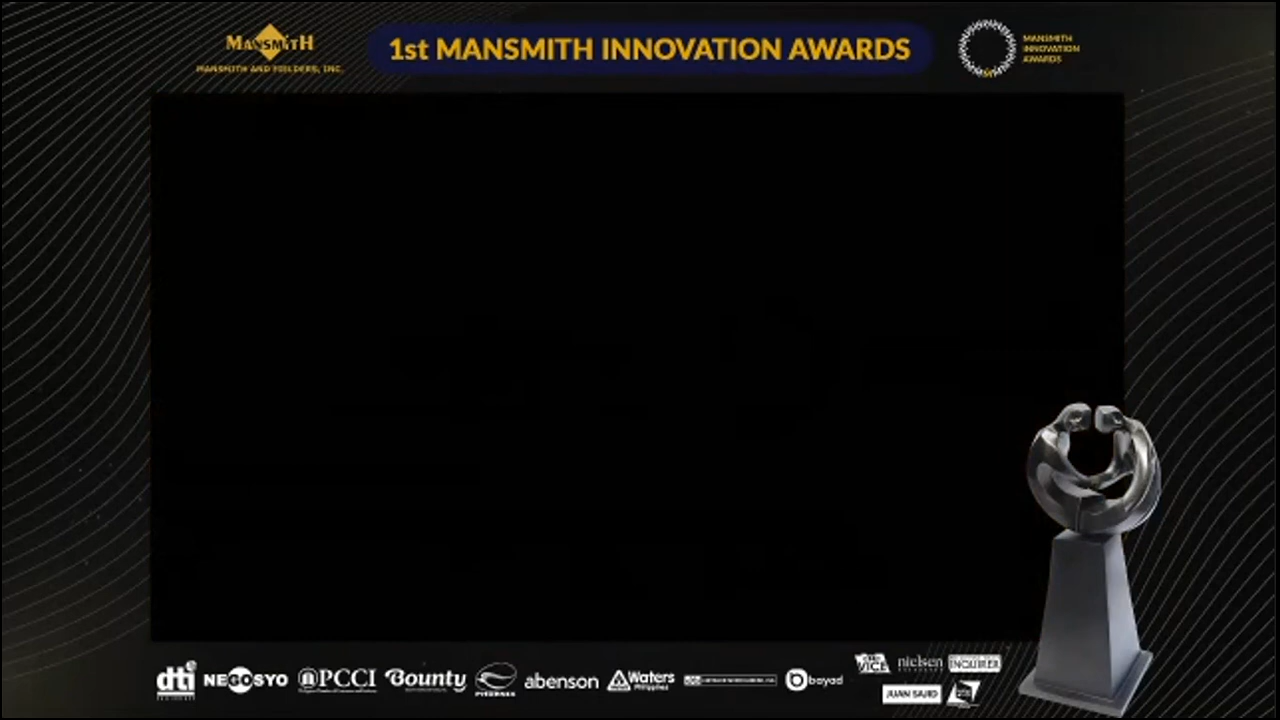 MANSMITH
MANSMITH AND FIELDERS, INC.
1st MANSMITH INNOVATION AWARDS
MANSMITH
INNOVATION
AWARDS
dti
NEGOSYO
PCCI
Bounty
abenson
Waters
Philippines
bayad
VICE
nielsen
INQUIRER
JUAN SAJID